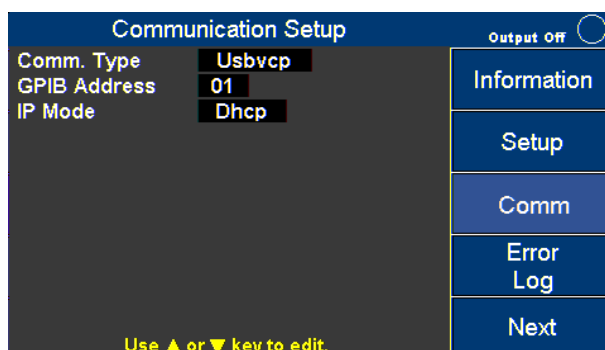 Communication Setup
Output Off
Comm. Type Usbvcp
GPIB Address 01
IP Mode Dhcp
Information
Setup
Comm
Error
Log
Next
Use ▲ or ▼ key to edit.